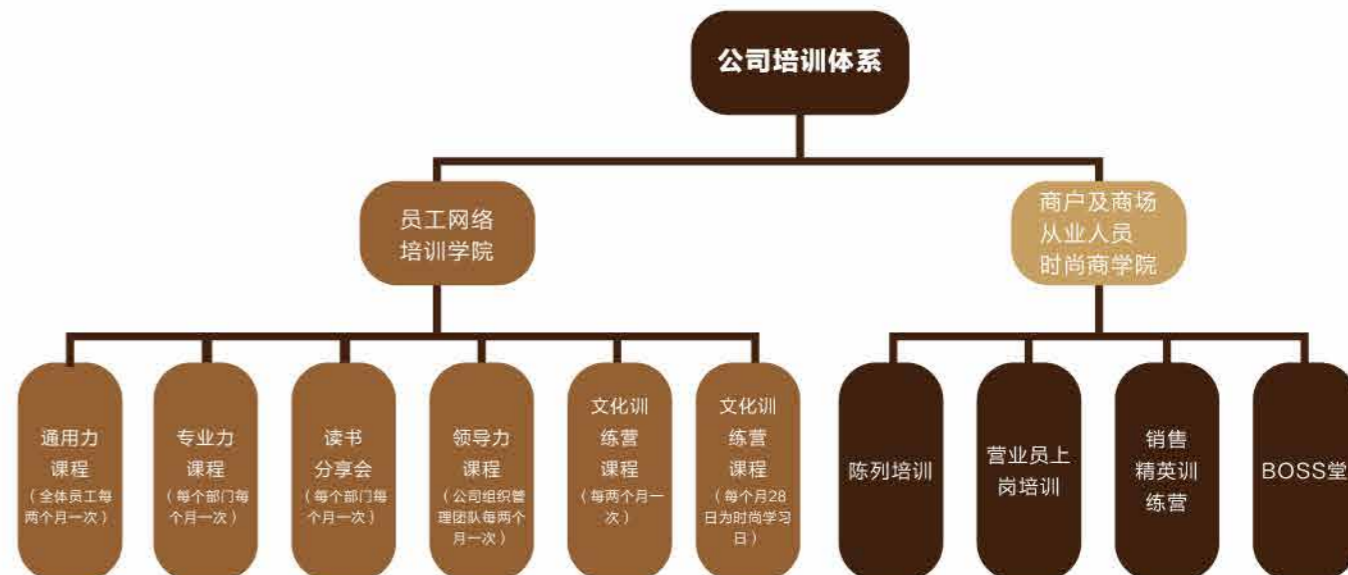 公司培训体系
员工网络
培训学院
商户及商场
从业人员
时尚商学院
通用力
课程
（全体员工每
两个月一次）
专业力
课程
（每个部门每
个月一次）
读书
分享会
（每个部门每
个月一次）
领导力
课程
（公司组织管
理团队每两个
月一次）
文化训
练营
课程
（每两个月一
次）
文化训
练营
课程
（每个月28
日为时尚学习
日）
陈列培训
营业员上
岗培训
销售
精英训
练营
BOSS堂